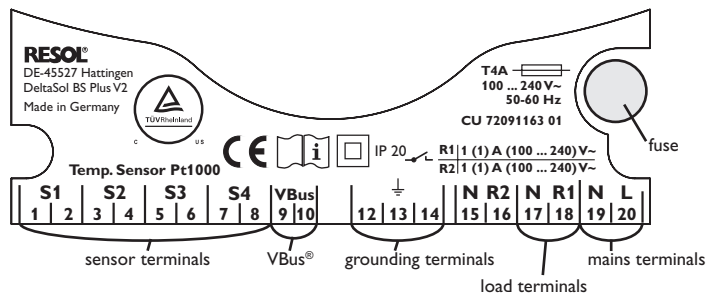 RESOL®
DE-45527 Hattingen
DeltaSol BS Plus V2
Made in Germany
TÜVRheinland
C US
T4A
100 ... 240 V~
50-60 Hz
CU 72091163 01
fuse
CE
i
IP 20
R1 1 (1) A (100 ... 240) V~
R2 1 (1) A (100 ... 240) V~
Temp. Sensor Pt1000
S1 S2 S3 S4 VBus N R2 N R1 N L
1 2 3 4 5 6 7 8 9 10 12 13 14 15 16 17 18 19 20
sensor terminals VBus® grounding terminals mains terminals
load terminals